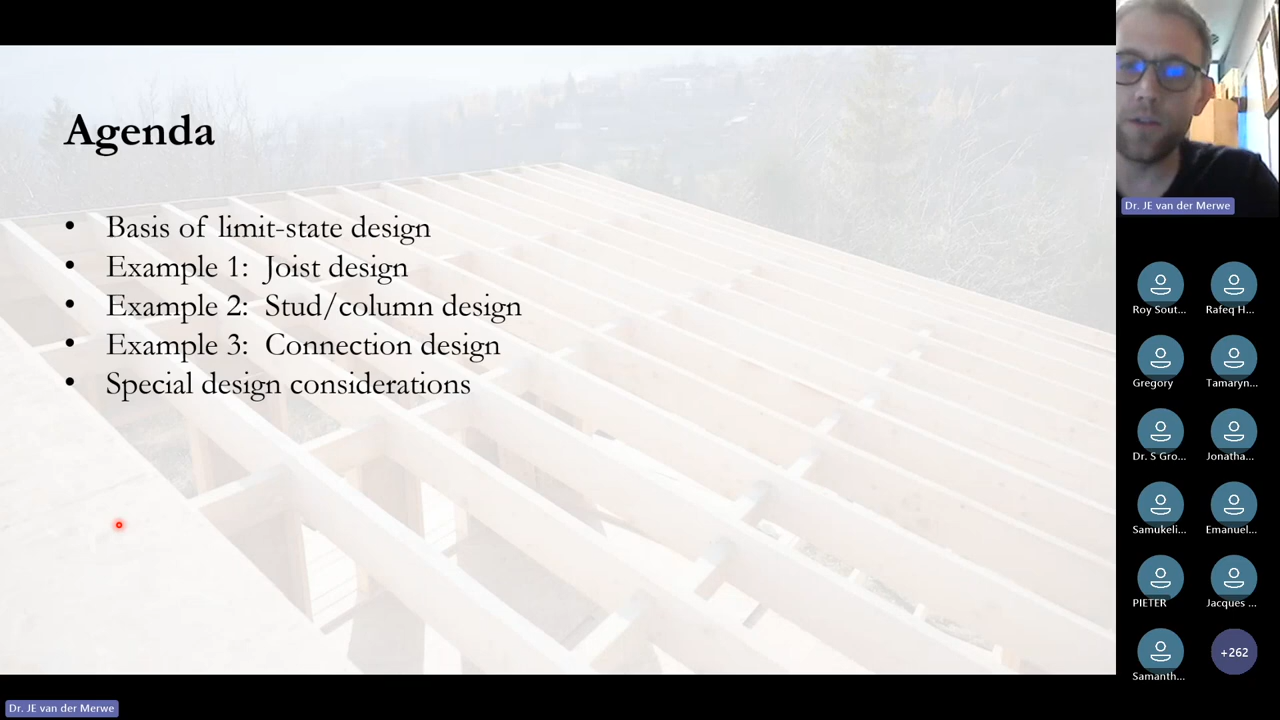 Agenda
• Basis of limit-state design
• Example 1: Joist design
• Example 2: Stud/column design
• Example 3: Connection design
• Special design considerations
Dr. JE van der Merwe
Roy Sout... Rafeq H...
Gregory Tamaryn...
Dr. S Gro... Jonatha...
Samukeli... Emanuel...
PIETER Jacques ...
Samanth... +262
Dr. JE van der Merwe